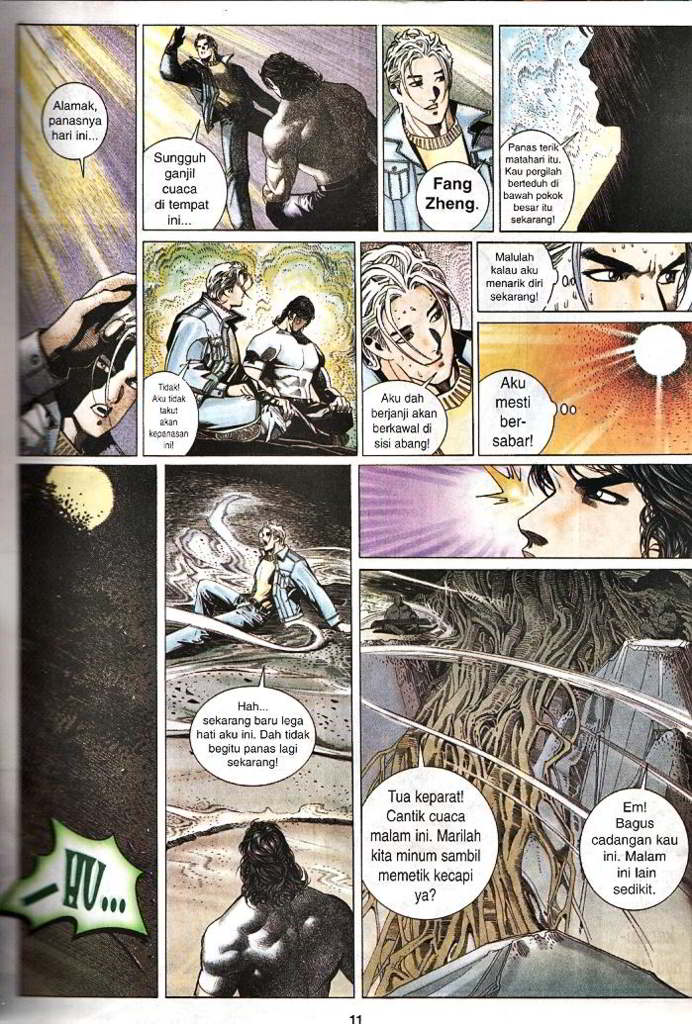 Alamak,
panasnya
hari ini...
Sungguh
ganjil
cuaca
di tempat
ini...
Fang
Zheng.
Panas terik
matahari itu.
Kau pergilah
berteduh di
bawah pokok
besar itu
sekarang!
Tidak!
Aku tidak
takut
akan
kepanasan
ini!
Aku dah
berjanji akan
berkawal di
sisi abang!
Malulah
kalau aku
menarik diri
sekarang!
Aku
mesti
ber-
sabar!
HU...
Hah...
sekarang baru lega
hati aku ini. Dah tidak
begitu panas lagi
sekarang!
Tua keparat!
Cantik cuaca
malam ini. Marilah
kita minum sambil
memetik kecapi
ya?
Em!
Bagus
cadangan kau
ini. Malam
ini lain
sedikit.
11